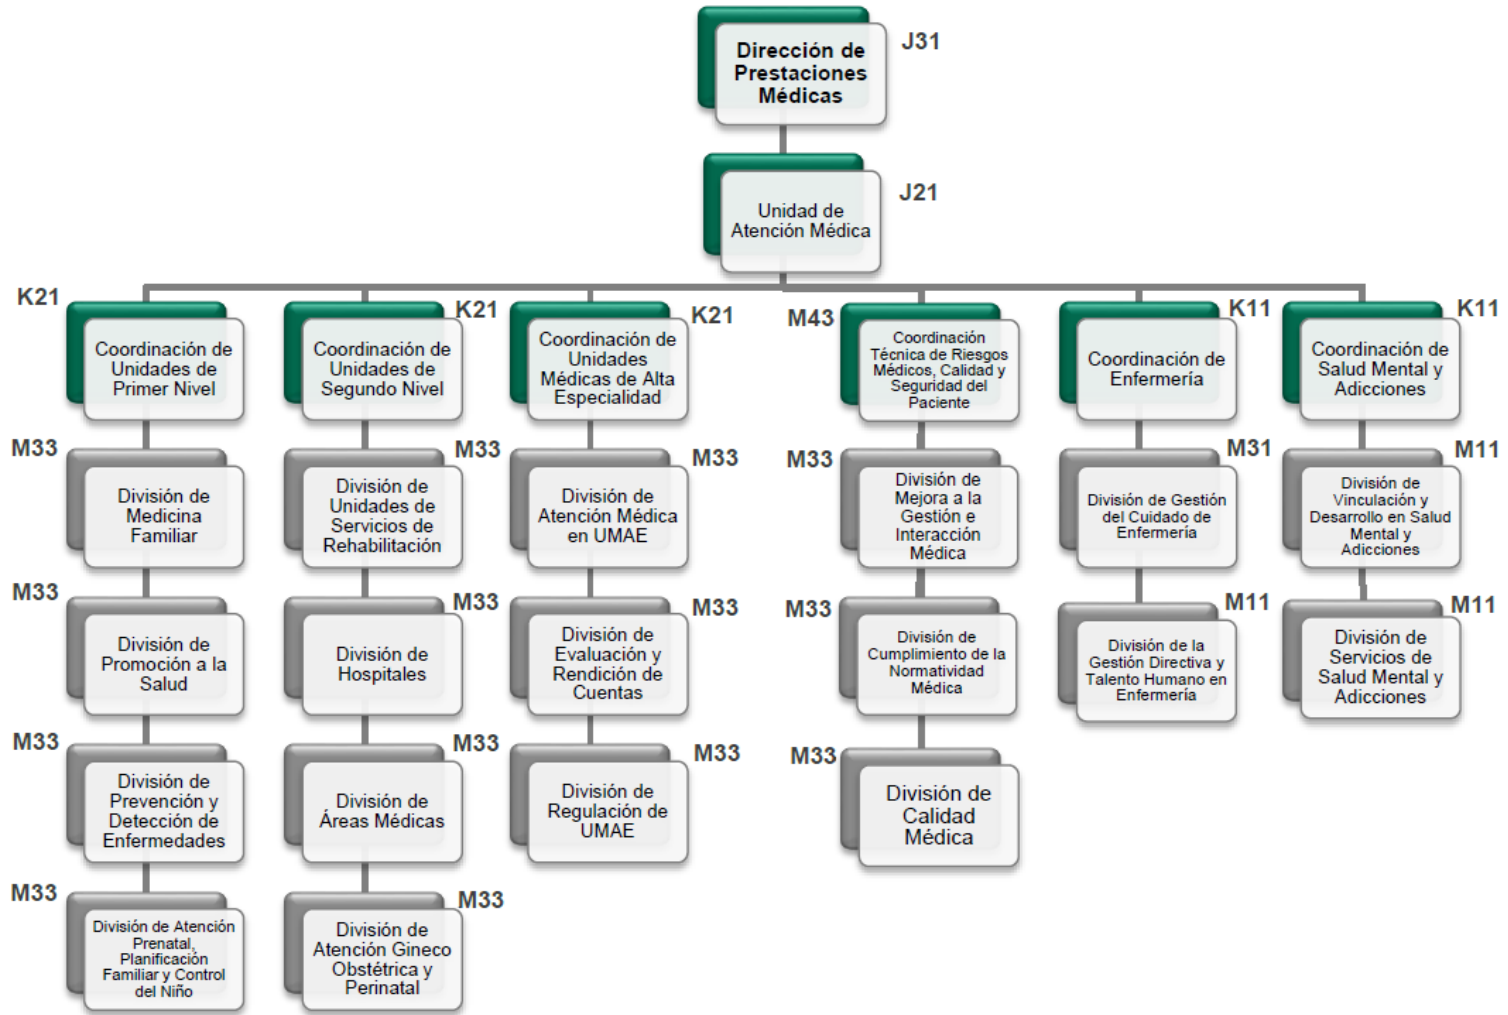 Dirección de
Prestaciones
Médicas
J31
Unidad de
Atención Médica
J21
K21
Coordinación de
Unidades de
Primer Nivel
K21
Coordinación de
Unidades de
Segundo Nivel
K21
Coordinación de
Unidades
Médicas de Alta
Especialidad
M43
Coordinación
Técnica de Riesgos
Médicos, Calidad y
Seguridad del
Paciente
K11
Coordinación de
Enfermería
K11
Coordinación de
Salud Mental y
Adicciones
M33
División de
Medicina
Familiar
M33
División de
Unidades de
Servicios de
Rehabilitación
M33
División de
Atención Médica
en UMAE
M33
División de
Mejora a la
Gestión e
Interacción
Médica
M31
División de Gestión
del Cuidado de
Enfermería
M11
División de
Vinculación y
Desarrollo en Salud
Mental y
Adicciones
M33
División de
Promoción a la
Salud
M33
División de
Hospitales
M33
División de
Evaluación y
Rendición de
Cuentas
M33
División de
Cumplimiento de la
Normatividad
Médica
M11
División de la
Gestión Directiva y
Talento Humano en
Enfermería
M11
División de
Servicios de
Salud Mental y
Adicciones
M33
División de
Prevención y
Detección de
Enfermedades
M33
División de
Áreas Médicas
M33
División de
Regulación de
UMAE
M33
División de
Calidad
Médica
M33
División de Atención
Prenatal,
Planificación
Familiar y Control
del Niño
M33
División de
Atención Gineco
Obstétrica y
Perinatal